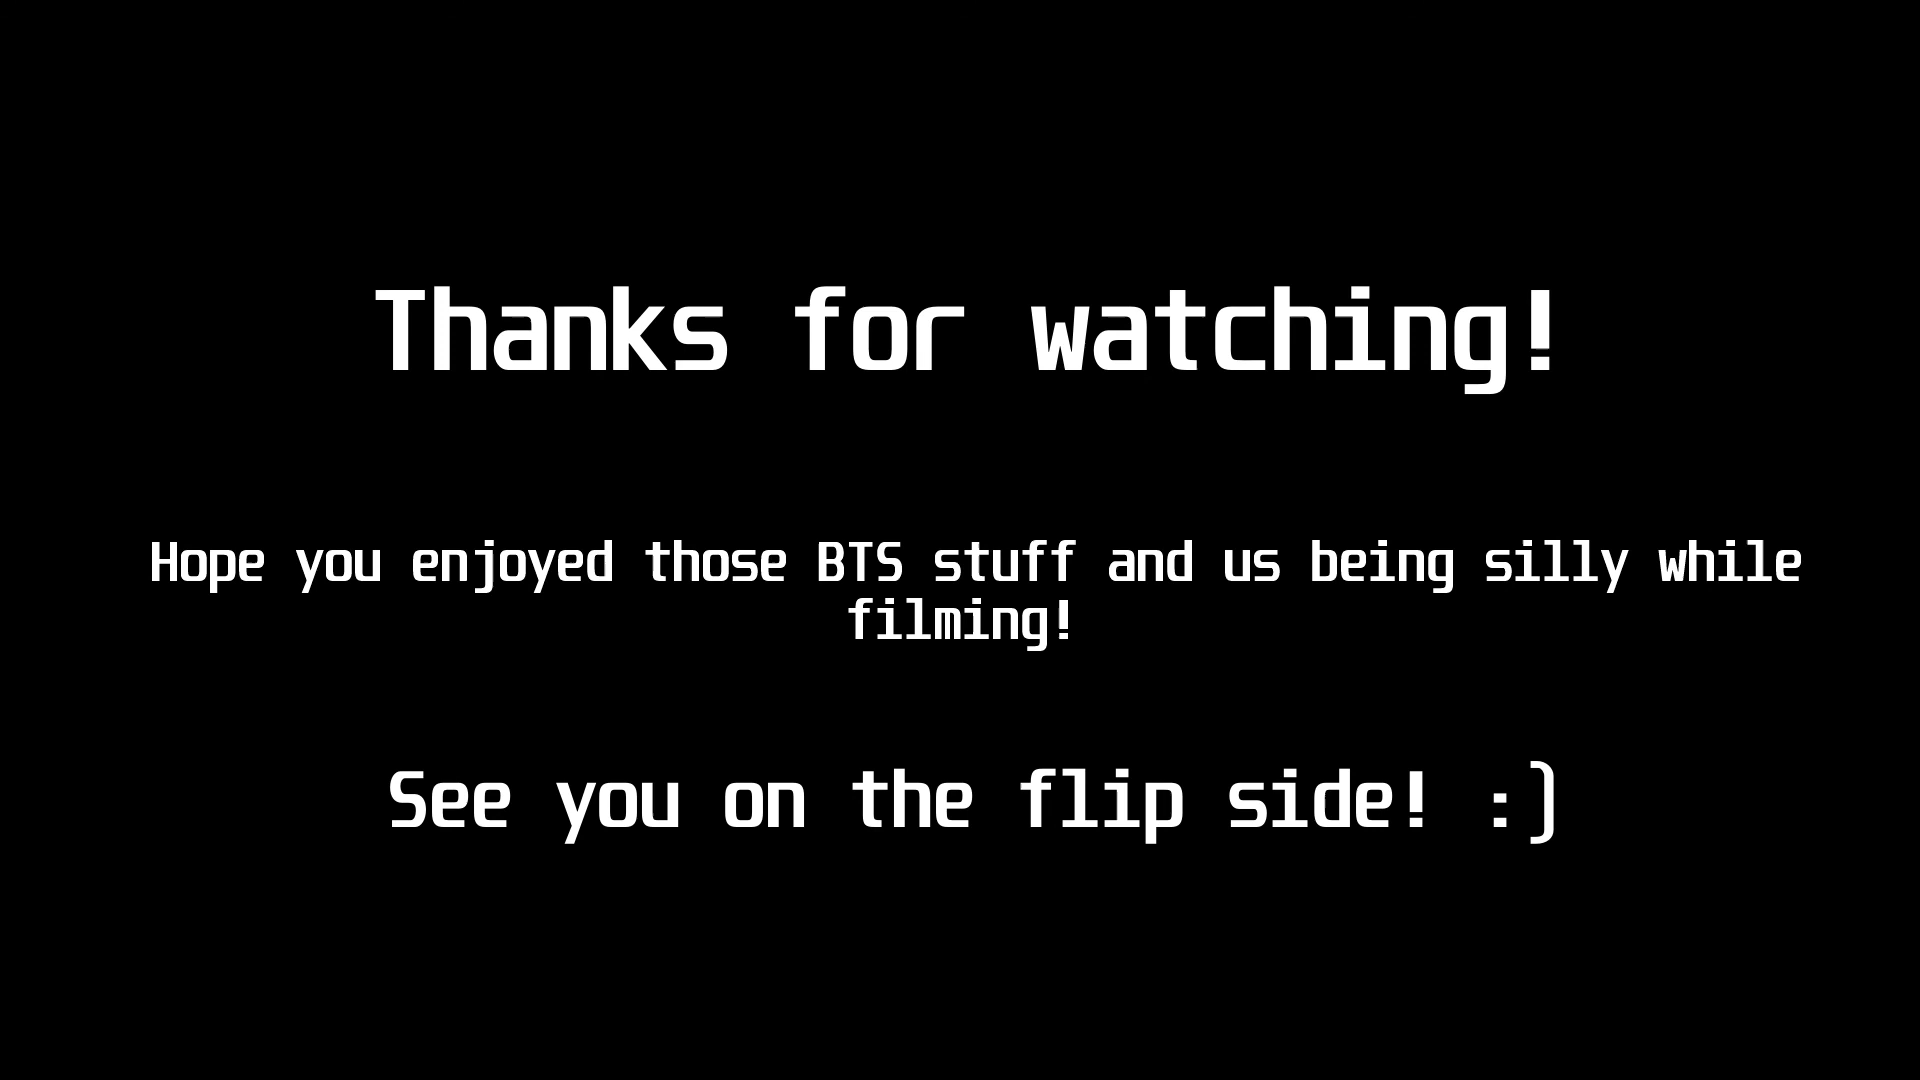 Thanks for watching!
Hope you enjoyed those BTS stuff and us being silly while
filming!
See you on the flip side! :)